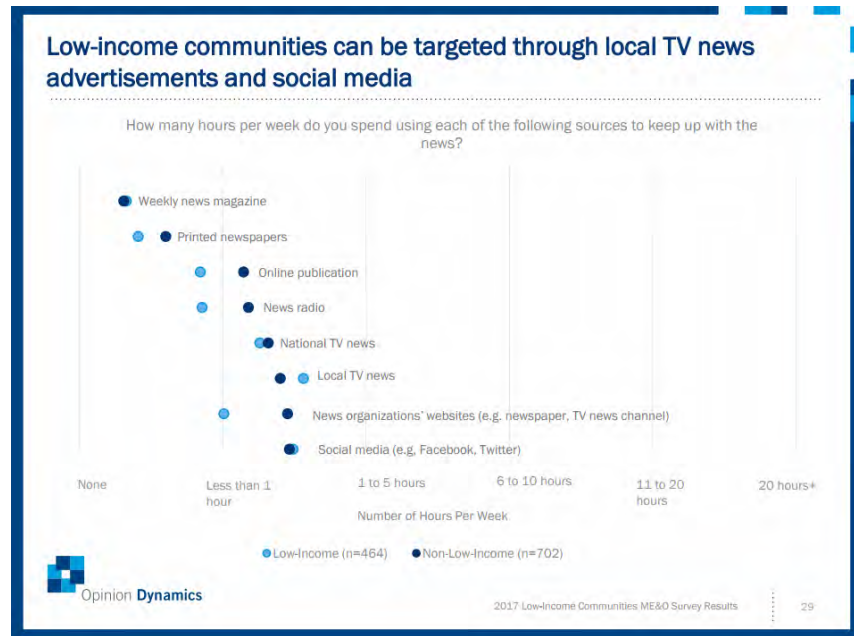 Low-income communities can be targeted through local TV news
advertisements and social media
How many hours per week do you spend using each of the following sources to keep up with the
news?
Weekly news magazine
Printed newspapers
Online publication
News radio
National TV news
Local TV news
News organizations' websites (e.g. newspaper, TV news channel)
Social media (e.g, Facebook, Twitter)
None
Less than 1
hour
1 to 5 hours
6 to 10 hours
11 to 20
hours
20 hours+
Number of Hours Per Week
Low-Income (n=464)
Non-Low-Income (n=702)
Opinion Dynamics
2017 Low-Income Communities ME&O Survey Results
29